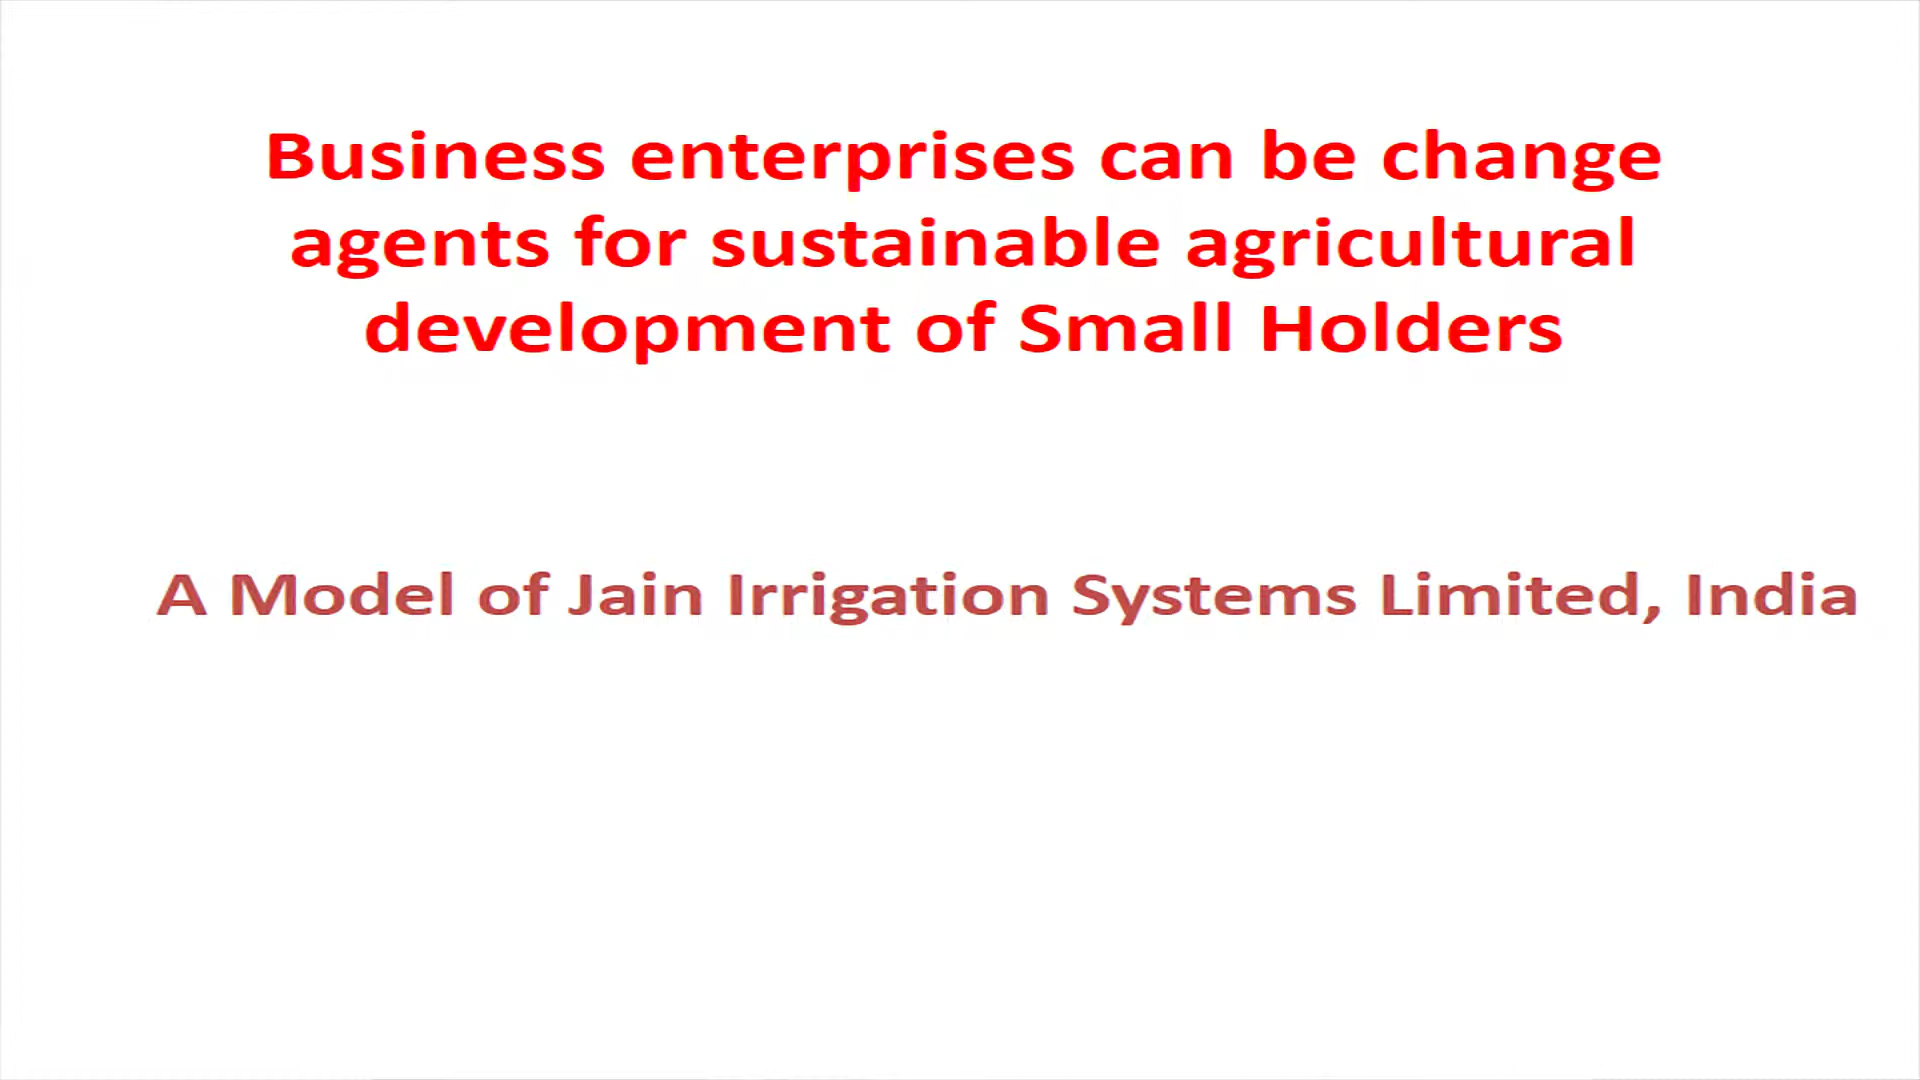 Business enterprises can be change
agents for sustainable agricultural
development of Small Holders
A Model of Jain Irrigation Systems Limited, India